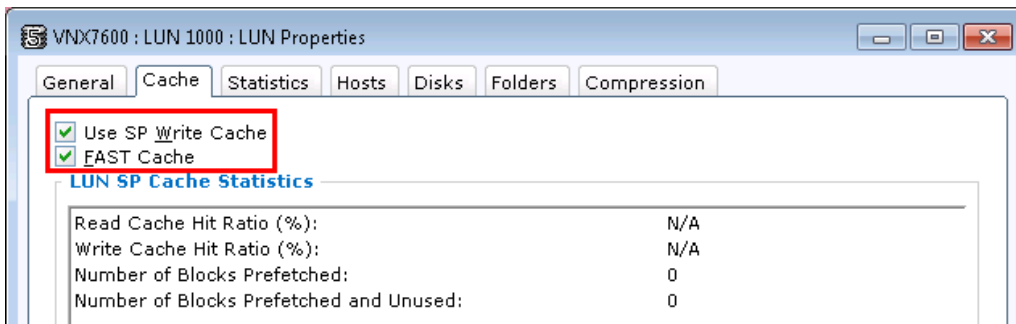 VNX7600 : LUN 1000 : LUN Properties
General Cache Statistics Hosts Disks Folders Compression
Use SP Write Cache
FAST Cache
LUN SP Cache Statistics
Read Cache Hit Ratio (%): N/A
Write Cache Hit Ratio (%): N/A
Number of Blocks Prefetched: 0
Number of Blocks Prefetched and Unused: 0